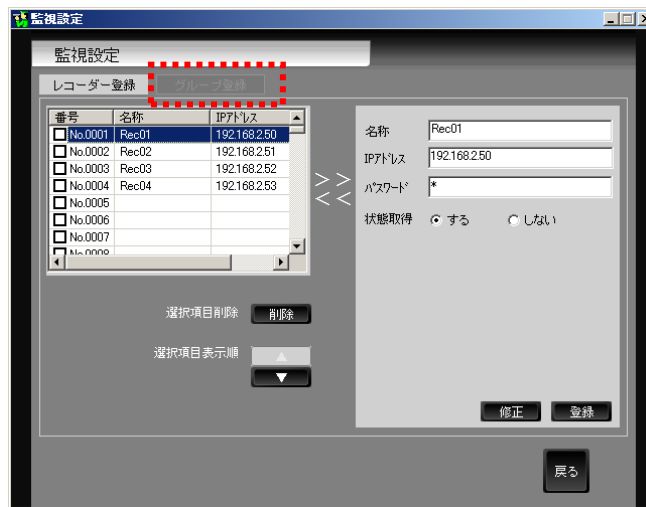 監視設定
監視設定
レコーダー登録 グループ登録
番号 名称 IPアドレス
No.0001 Rec01 192.168.2.50
No.0002 Rec02 192.168.2.51
No.0003 Rec03 192.168.2.52
No.0004 Rec04 192.168.2.53
No.0005
No.0006
No.0007
No.0008
>>
<<
名称 Rec01
IPアドレス 192.168.2.50
パスワード *
状態取得 する しない
選択項目削除 削除
選択項目表示順 ▲
▼
修正 登録
戻る